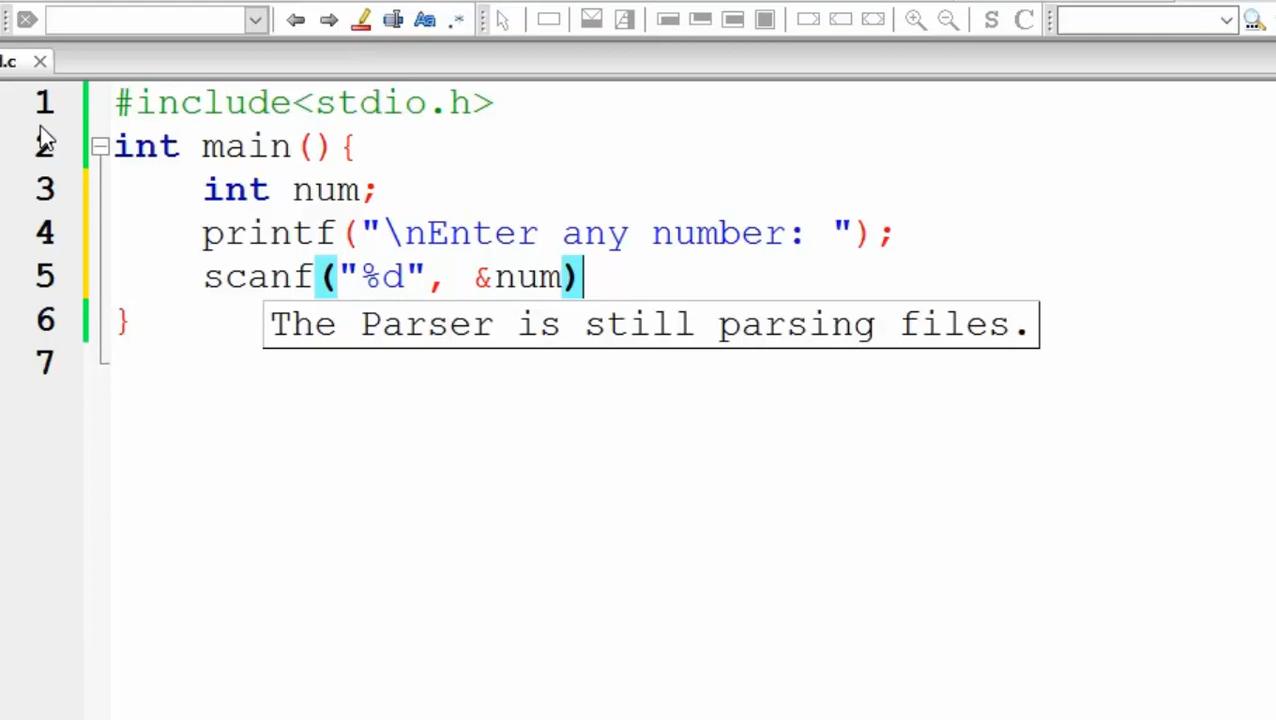 .c
1 #include<stdio.h>
2 int main(){
3 int num;
4 printf("\nEnter any number: ");
5 scanf("%d", &num)
6 }
The Parser is still parsing files.
7